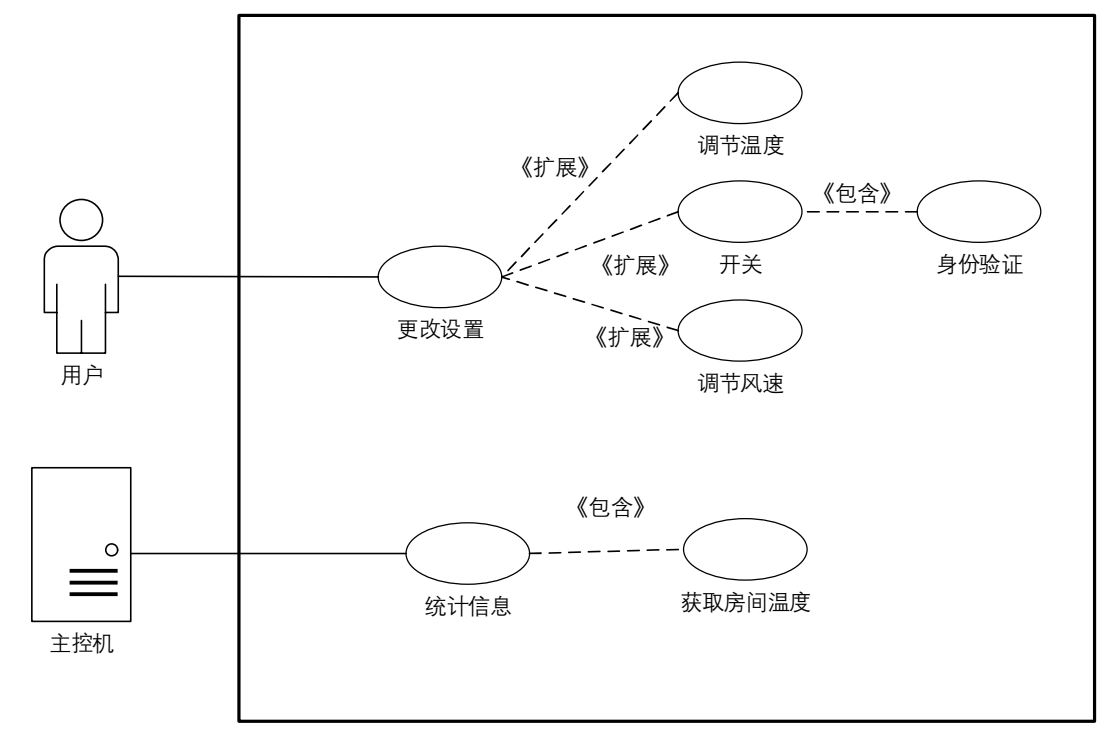 调节温度
《扩展》
《包含》
《扩展》
开关
身份验证
更改设置
《扩展》
用户
调节风速
《包含》
统计信息
获取房间温度
主控机